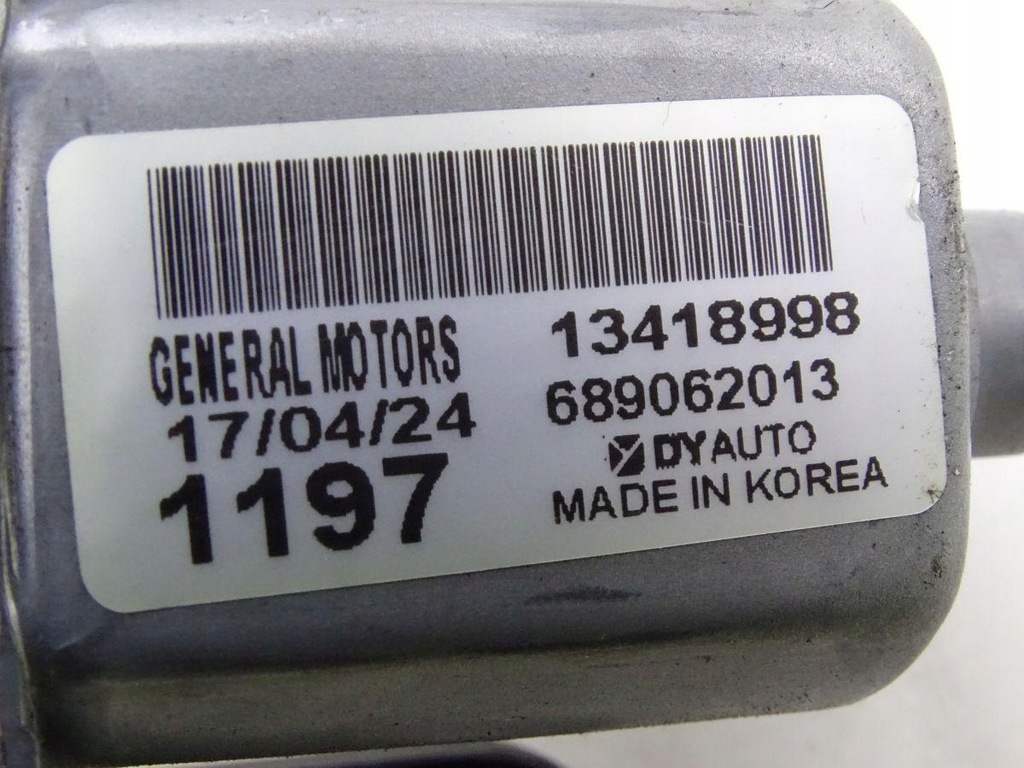 GENERAL MOTORS
17/04/24
1197
13418998
689062013
DYAUTO
MADE IN KOREA